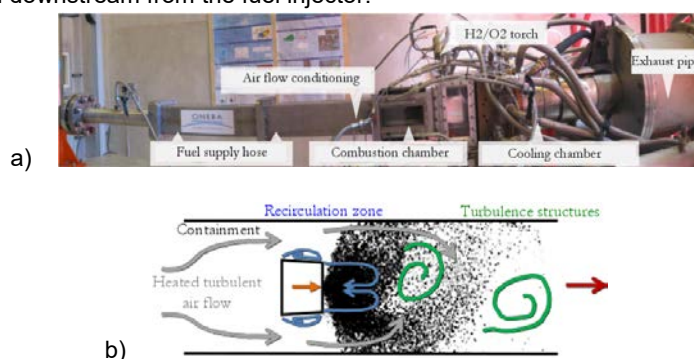 downstream from the fuel injector.
H2/O2 torch
Exhaust pip
Air flow conditioning
ONERA
Fuel supply hose
Combustion chamber
Cooling chamber
a)
Recirculation zone
Turbulence structures
Containment
Heated turbulent
air flow
b)